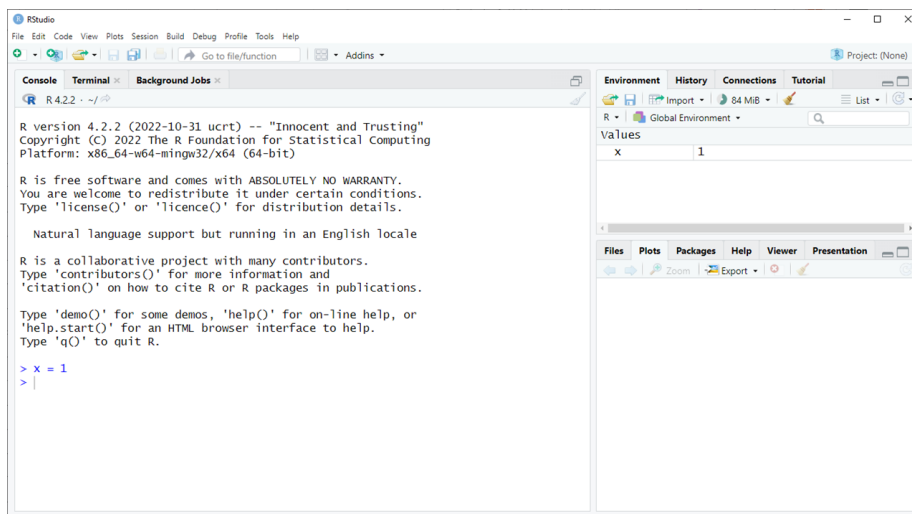 RStudio
File Edit Code View Plots Session Build Debug Profile Tools Help
Go to file/function Addins Project: (None)
Console Terminal Background Jobs
R 4.2.2 · ~/
R version 4.2.2 (2022-10-31 ucrt) -- "Innocent and Trusting"
Copyright (C) 2022 The R Foundation for Statistical Computing
Platform: x86_64-w64-mingw32/x64 (64-bit)
R is free software and comes with ABSOLUTELY NO WARRANTY.
You are welcome to redistribute it under certain conditions.
Type 'license()' or 'licence()' for distribution details.
Natural language support but running in an English locale
R is a collaborative project with many contributors.
Type 'contributors()' for more information and
'citation()' on how to cite R or R packages in publications.
Type 'demo()' for some demos, 'help()' for on-line help, or
'help.start()' for an HTML browser interface to help.
Type 'q()' to quit R.
> x = 1
>
Environment History Connections Tutorial
Import 84 MiB List
R Global Environment
Values
x 1
Files Plots Packages Help Viewer Presentation
Zoom Export